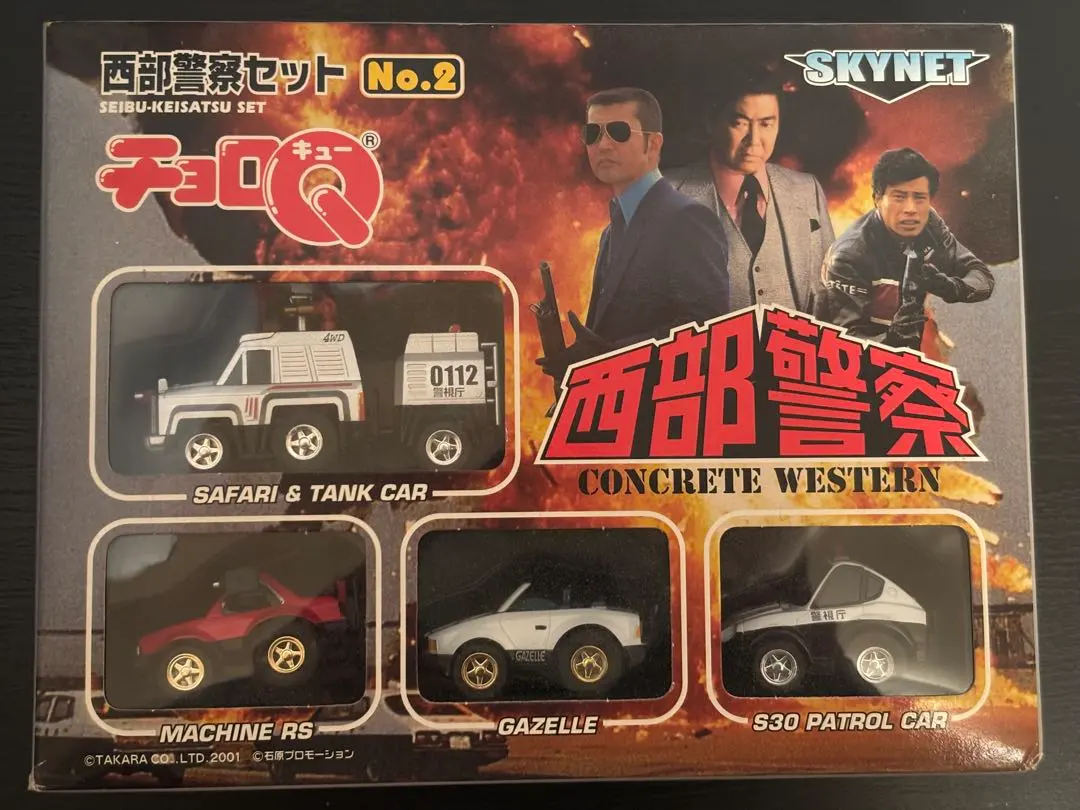 西部警察セット No.2
SEIBU-KEISATSU SET
チョロQ®
キュー
SKYNET
4WD
0112
警視庁
SAFARI & TANK CAR
西部警察
CONCRETE WESTERN
警視庁
GAZELLE
MACHINE RS
GAZELLE
S30 PATROL CAR
©TAKARA CO.,LTD.2001 ©石原プロモーション